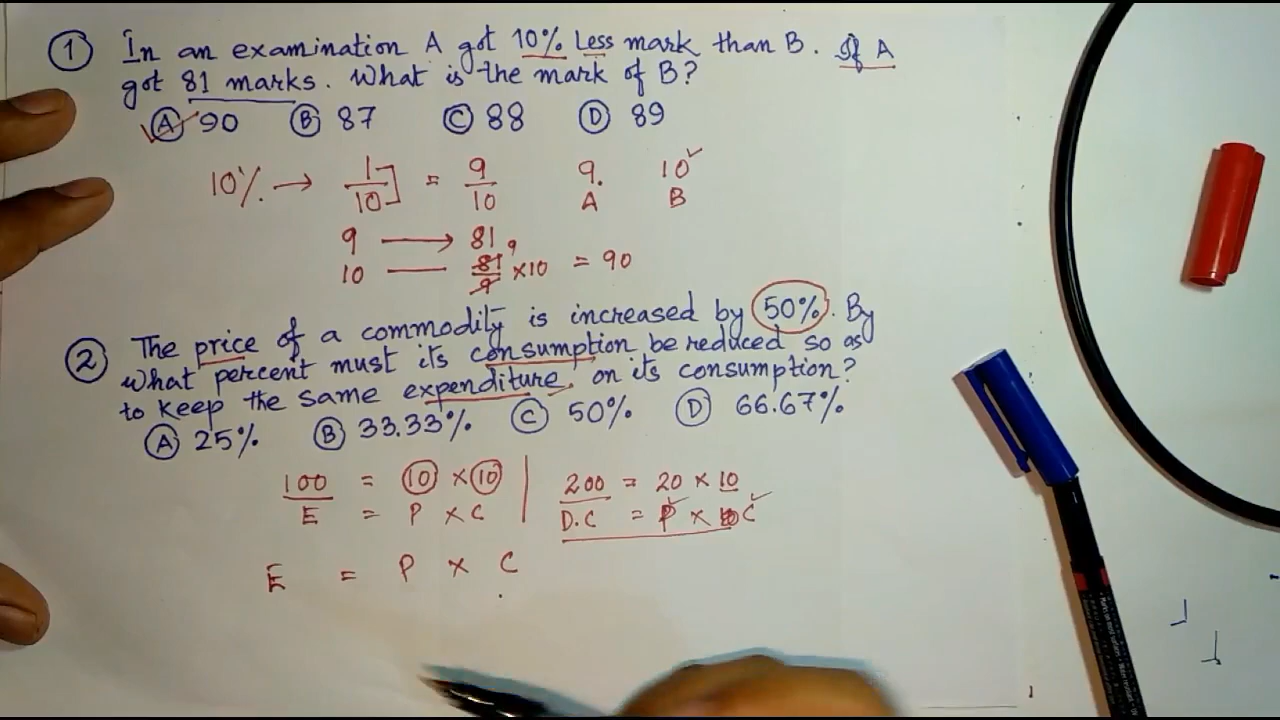 ① In an examination A got 10% Less mark than B. If A
got 81 marks. What is the mark of B?
Ⓐ 90 Ⓑ 87 Ⓒ 88 Ⓓ 89
10% → 1/10 = 9/10 9 A 10 B
9 → 81
10 — 81/9 9 × 10 = 90
② The price of a commodity is increased by 50%. By
what percent must its consumption be reduced so as
to keep the same expenditure on its consumption?
Ⓐ 25% Ⓑ 33.33% Ⓒ 50% Ⓓ 66.67%
100 = 10 × 10 | 200 = 20 × 10
E = P × C | D.C = P × C
E = P × C